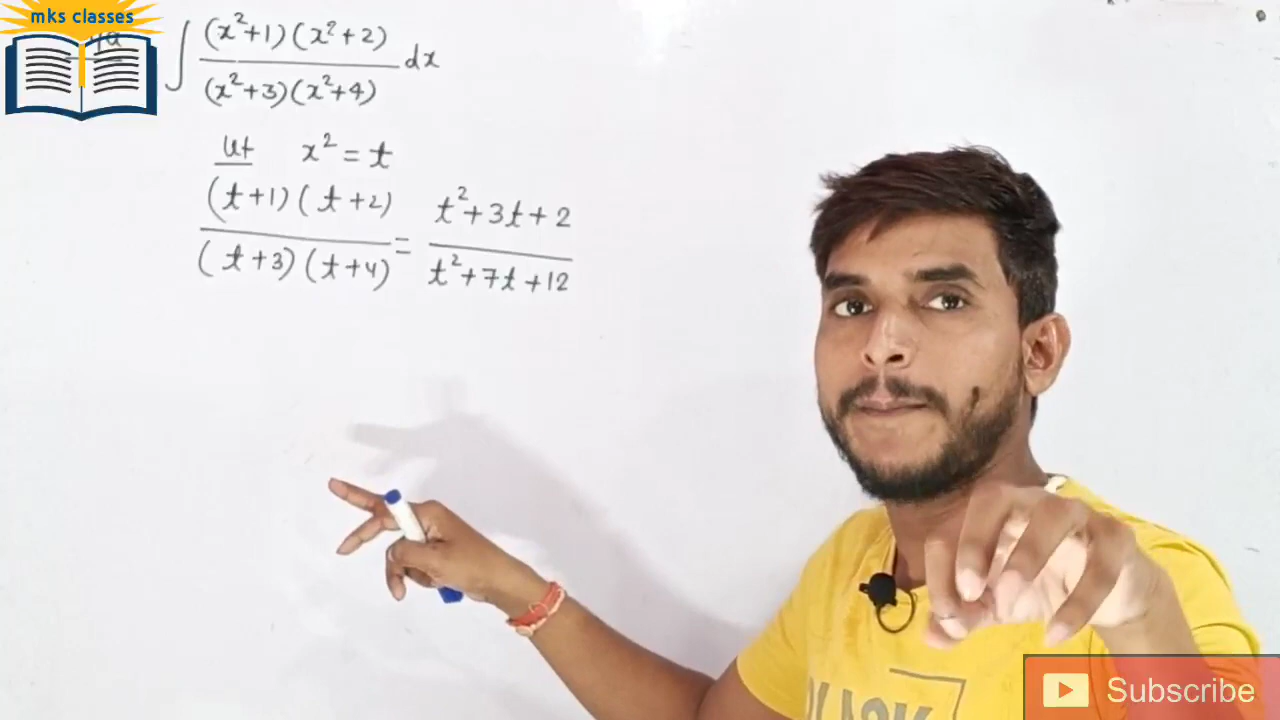 mks classes
∫ (x²+1)(x²+2) / (x²+3)(x²+4) dx
Let x² = t
(t+1)(t+2) / (t+3)(t+4) = t²+3t+2 / t²+7t+12
Subscribe